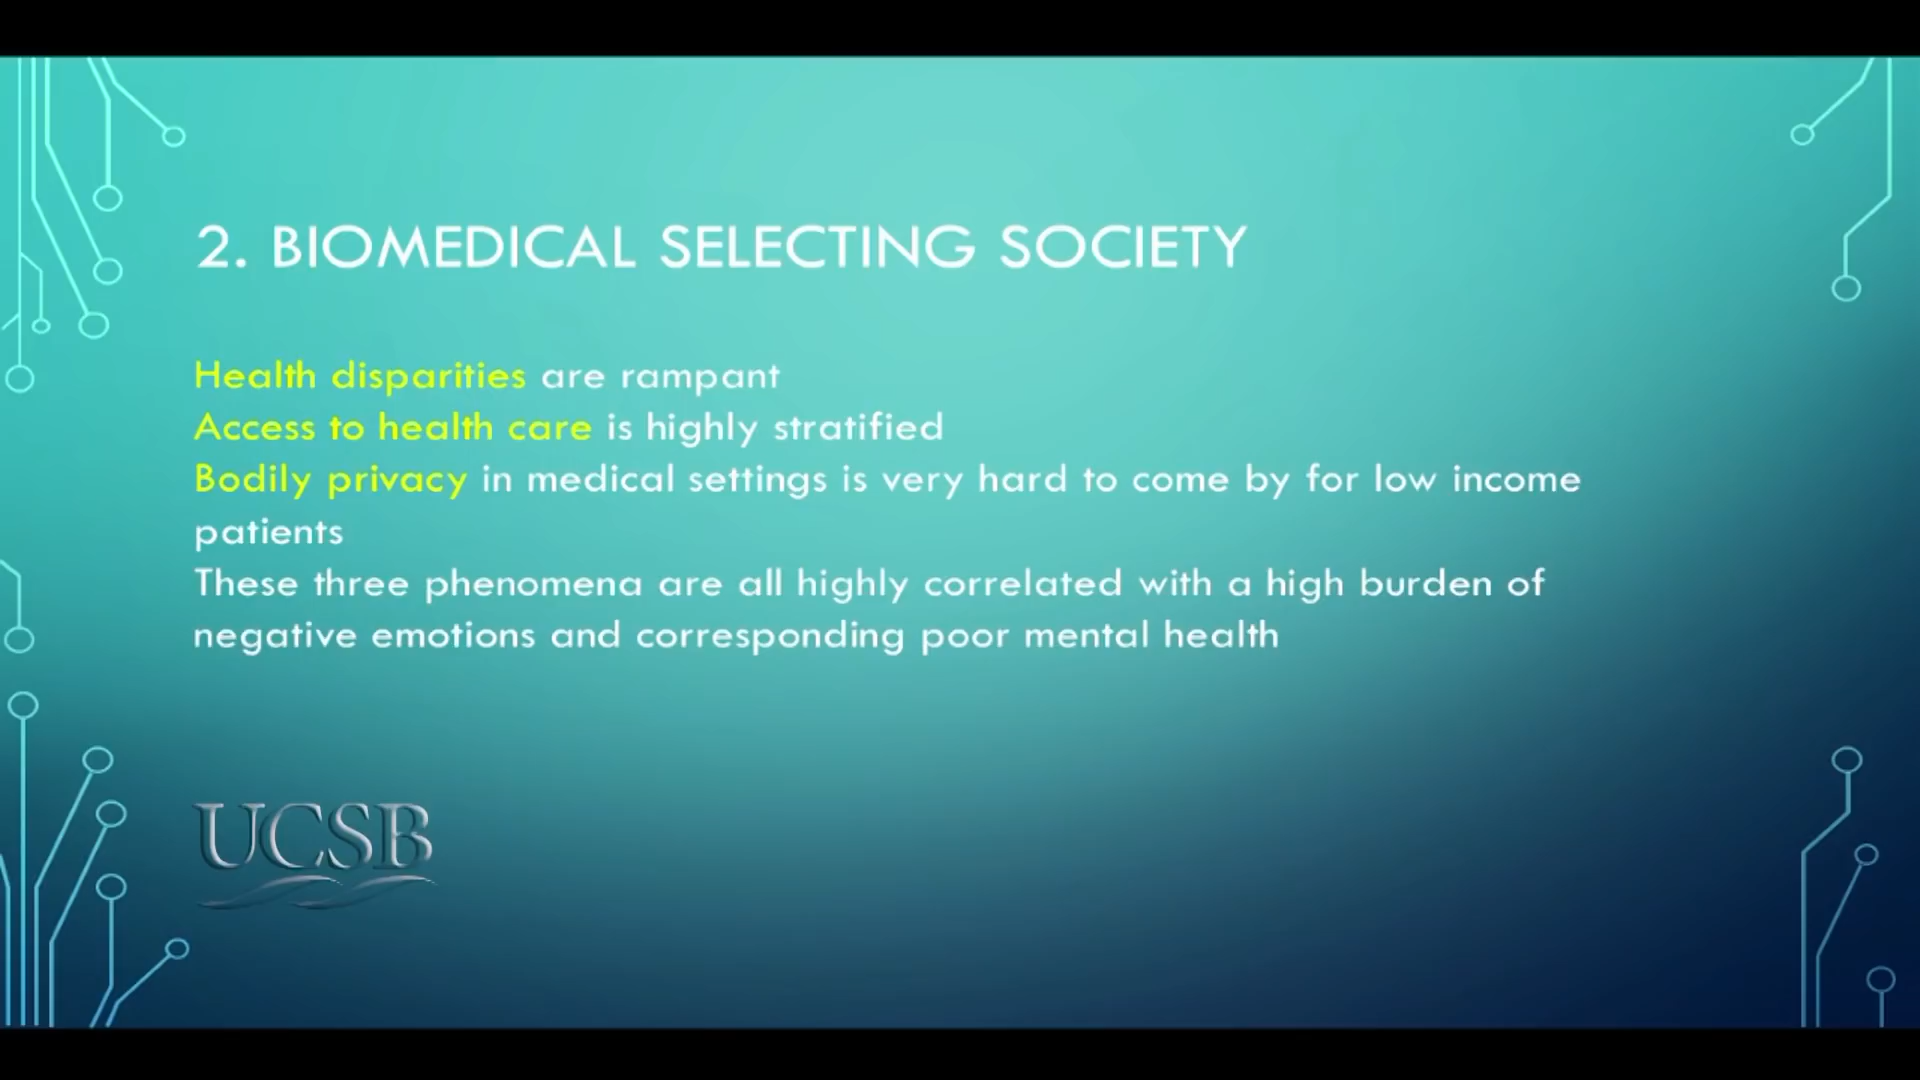 2. BIOMEDICAL SELECTING SOCIETY
Health disparities are rampant
Access to health care is highly stratified
Bodily privacy in medical settings is very hard to come by for low income
patients
These three phenomena are all highly correlated with a high burden of
negative emotions and corresponding poor mental health
UCSB